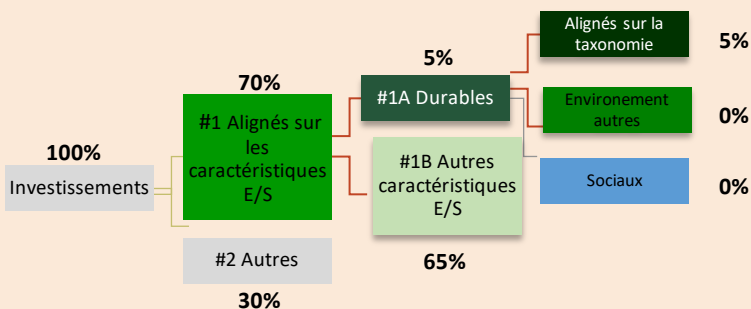 100%
Investissements
70%
#1 Alignés sur
les
caractéristiques
E/S
#2 Autres
30%
5%
#1A Durables
#1B Autres
caractéristiques
E/S
65%
Alignés sur la
taxonomie
5%
Environement
autres
0%
Sociaux
0%